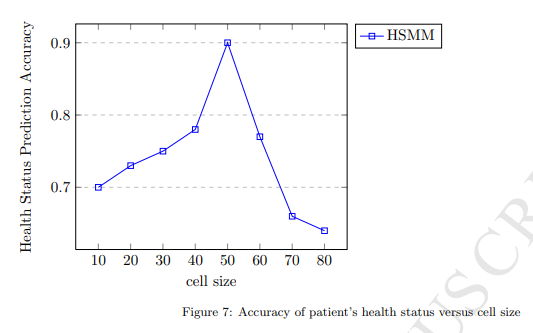 HSMM
Health Status Prediction Accuracy
0.9
0.8
0.7
10 20 30 40 50 60 70 80
cell size
Figure 7: Accuracy of patient's health status versus cell size
USCRI